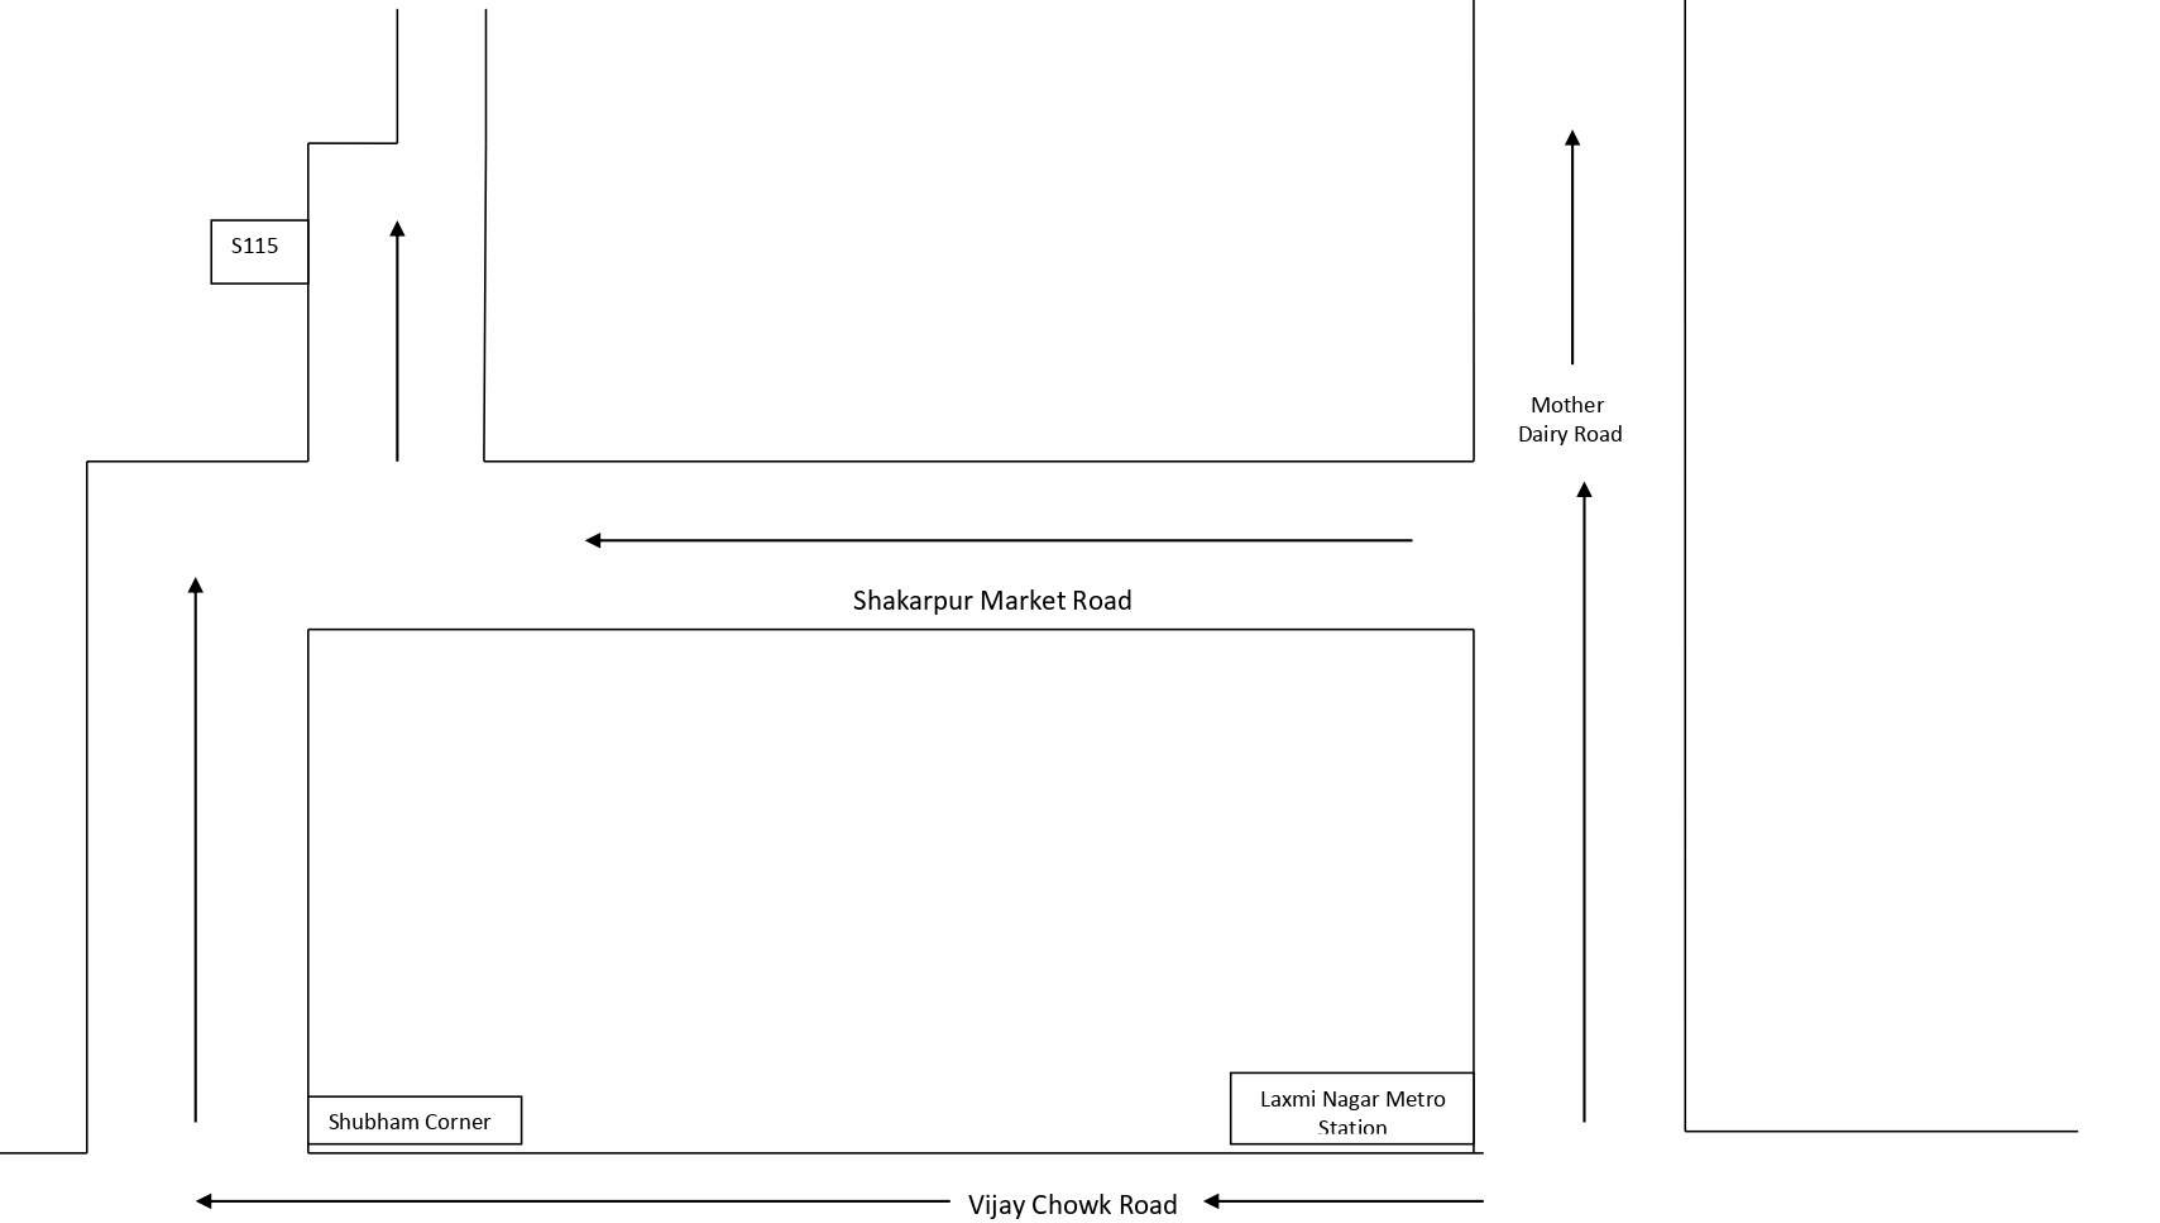 S115
Mother
Dairy Road
Shakarpur Market Road
Shubham Corner
Laxmi Nagar Metro
Station
Vijay Chowk Road